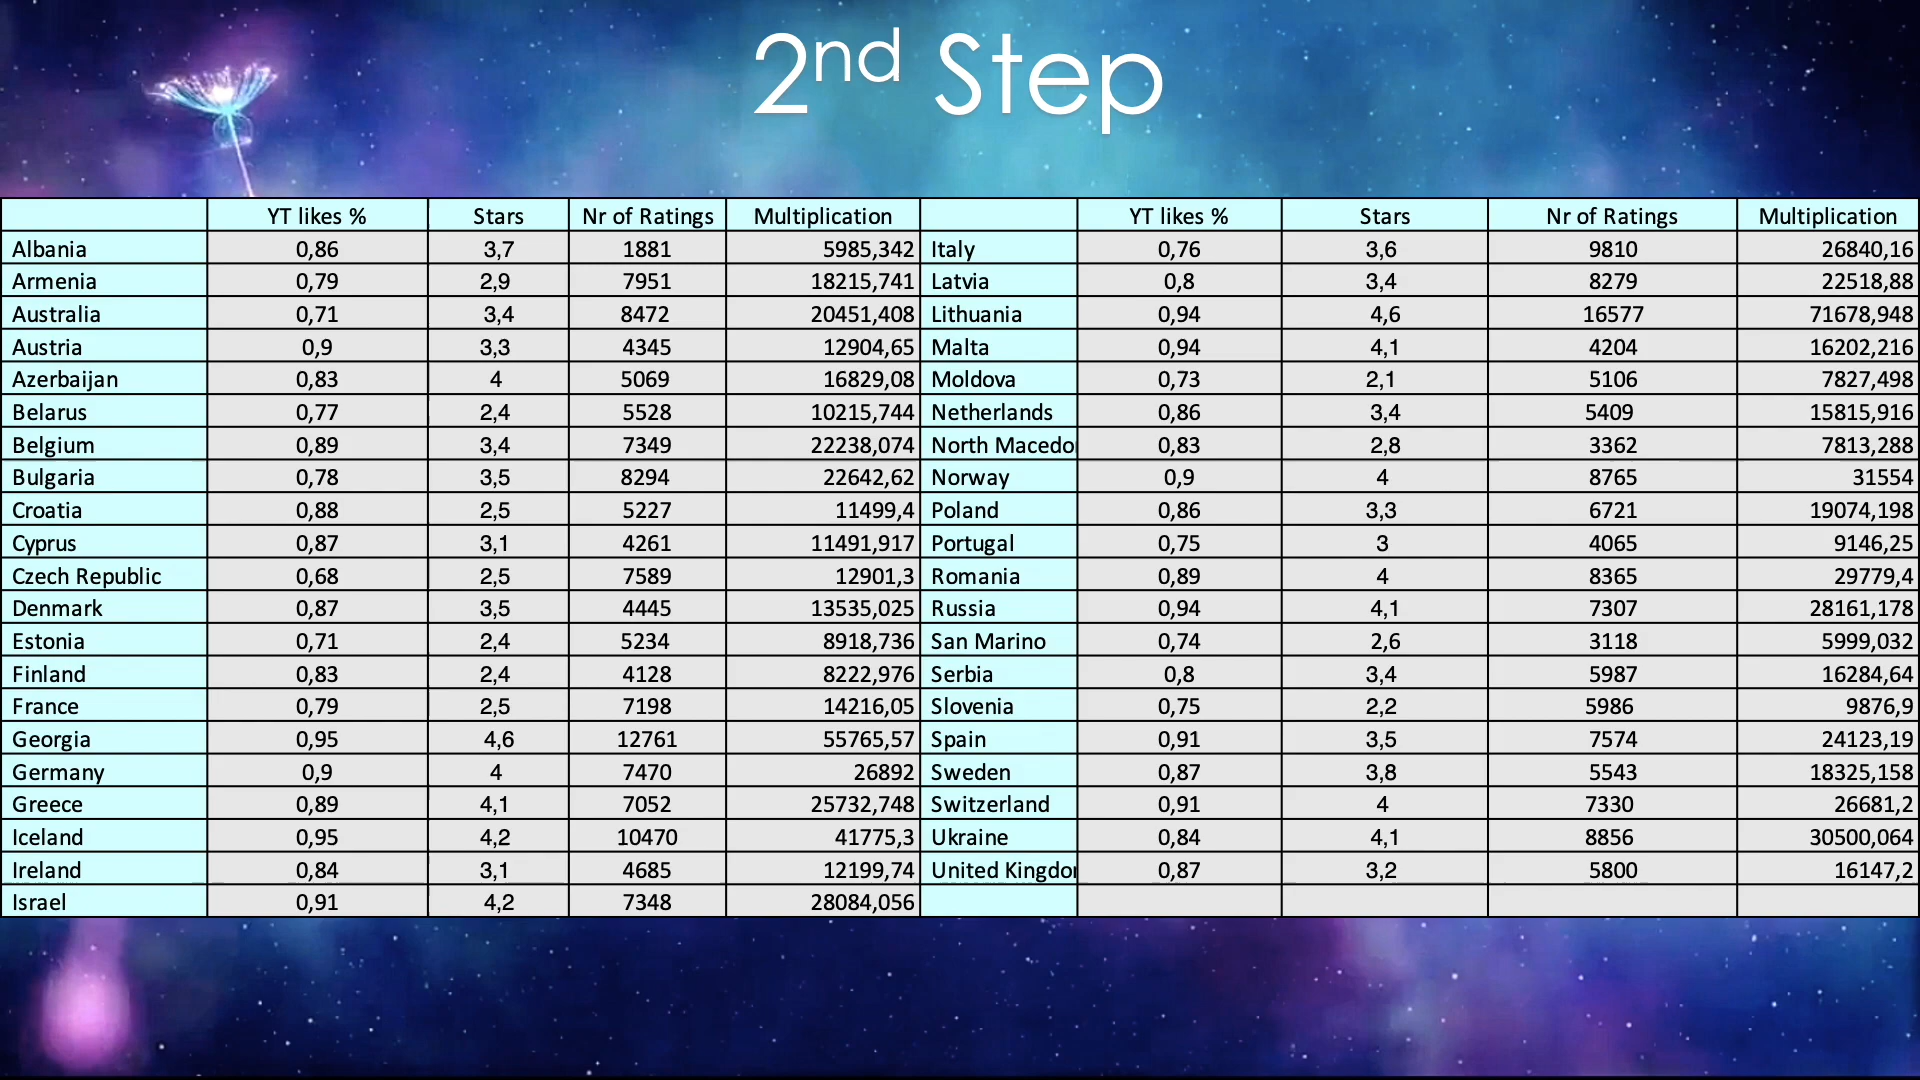 2nd Step
YT likes % Stars Nr of Ratings Multiplication YT likes % Stars Nr of Ratings Multiplication
Albania 0,86 3,7 1881 5985,342 Italy 0,76 3,6 9810 26840,16
Armenia 0,79 2,9 7951 18215,741 Latvia 0,8 3,4 8279 22518,88
Australia 0,71 3,4 8472 20451,408 Lithuania 0,94 4,6 16577 71678,948
Austria 0,9 3,3 4345 12904,65 Malta 0,94 4,1 4204 16202,216
Azerbaijan 0,83 4 5069 16829,08 Moldova 0,73 2,1 5106 7827,498
Belarus 0,77 2,4 5528 10215,744 Netherlands 0,86 3,4 5409 15815,916
Belgium 0,89 3,4 7349 22238,074 North Macedo 0,83 2,8 3362 7813,288
Bulgaria 0,78 3,5 8294 22642,62 Norway 0,9 4 8765 31554
Croatia 0,88 2,5 5227 11499,4 Poland 0,86 3,3 6721 19074,198
Cyprus 0,87 3,1 4261 11491,917 Portugal 0,75 3 4065 9146,25
Czech Republic 0,68 2,5 7589 12901,3 Romania 0,89 4 8365 29779,4
Denmark 0,87 3,5 4445 13535,025 Russia 0,94 4,1 7307 28161,178
Estonia 0,71 2,4 5234 8918,736 San Marino 0,74 2,6 3118 5999,032
Finland 0,83 2,4 4128 8222,976 Serbia 0,8 3,4 5987 16284,64
France 0,79 2,5 7198 14216,05 Slovenia 0,75 2,2 5986 9876,9
Georgia 0,95 4,6 12761 55765,57 Spain 0,91 3,5 7574 24123,19
Germany 0,9 4 7470 26892 Sweden 0,87 3,8 5543 18325,158
Greece 0,89 4,1 7052 25732,748 Switzerland 0,91 4 7330 26681,2
Iceland 0,95 4,2 10470 41775,3 Ukraine 0,84 4,1 8856 30500,064
Ireland 0,84 3,1 4685 12199,74 United Kingdo 0,87 3,2 5800 16147,2
Israel 0,91 4,2 7348 28084,056